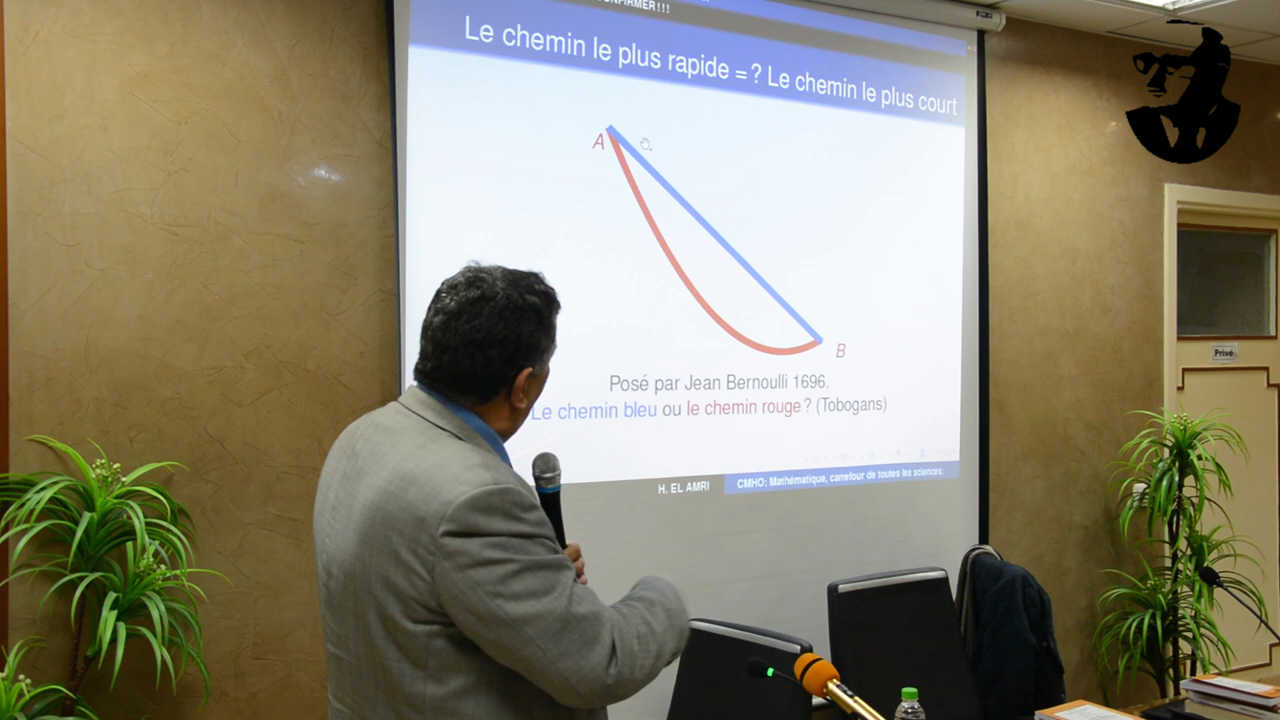 CONFIRMER!!!
Le chemin le plus rapide =? Le chemin le plus court
A
B
Posé par Jean Bernoulli 1696.
Le chemin bleu ou le chemin rouge? (Tobogans)
H. EL AMRI
CMHO: Mathématique, carrefour de toutes les sciences:
Privé